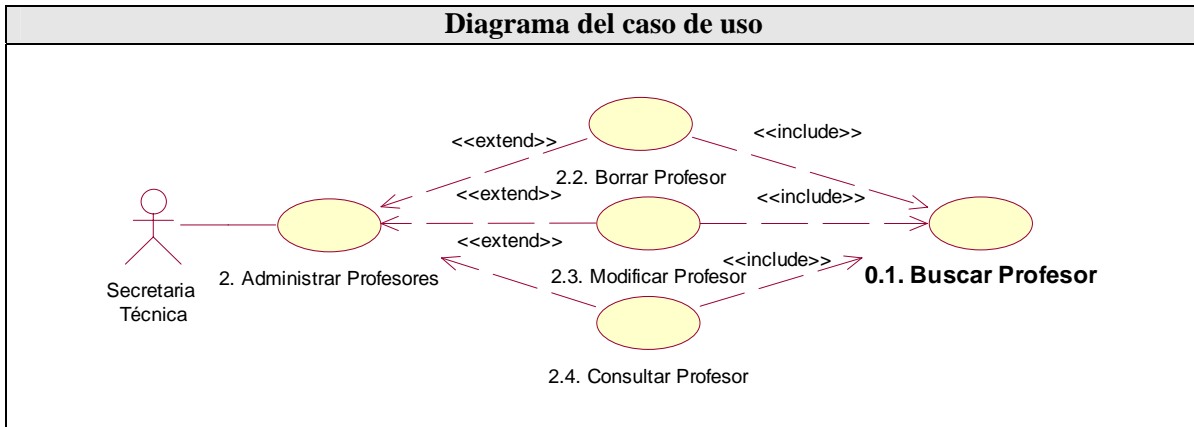 Diagrama del caso de uso
<<extend>>
<<include>>
2.2. Borrar Profesor
<<extend>>
<<include>>
Secretaria
Técnica
2. Administrar Profesores
<<extend>>
2.3. Modificar Profesor
<<include>>
0.1. Buscar Profesor
2.4. Consultar Profesor